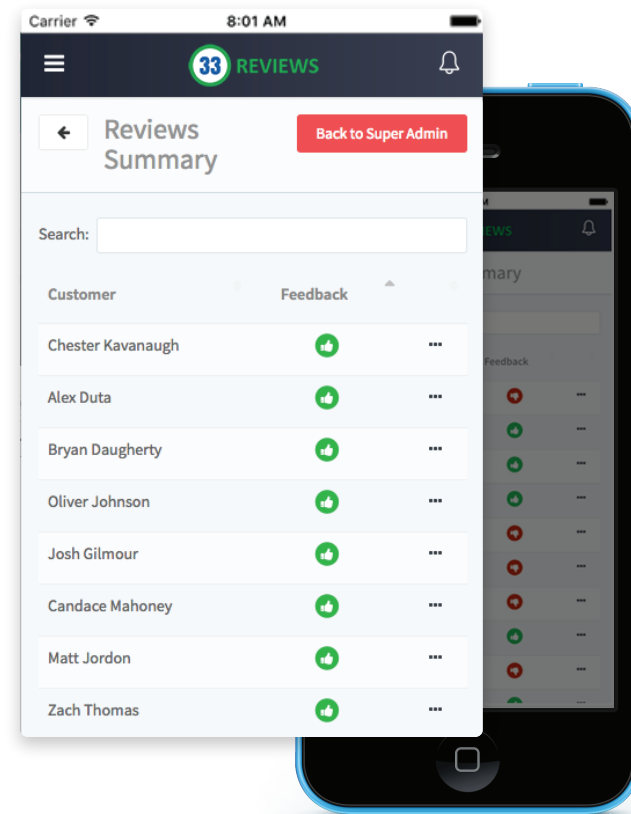 Carrier 8:01 AM
33 REVIEWS
Reviews
Summary
Back to Super Admin
Search:
Customer Feedback
Chester Kavanaugh
Alex Duta
Bryan Daugherty
Oliver Johnson
Josh Gilmour
Candace Mahoney
Matt Jordon
Zach Thomas
M
EWS
mary
Feedback